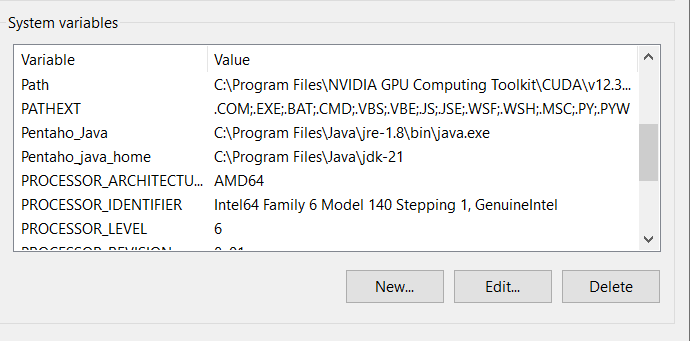 System variables
Variable Value
Path C:\Program Files\NVIDIA GPU Computing Toolkit\CUDA\v12.3...
PATHEXT .COM;.EXE;.BAT;.CMD;.VBS;.VBE;.JS;.JSE;.WSF;.WSH;.MSC;.PY;.PYW
Pentaho_Java C:\Program Files\Java\jre-1.8\bin\java.exe
Pentaho_java_home C:\Program Files\Java\jdk-21
PROCESSOR_ARCHITECTU... AMD64
PROCESSOR_IDENTIFIER Intel64 Family 6 Model 140 Stepping 1, GenuineIntel
PROCESSOR_LEVEL 6
New... Edit... Delete